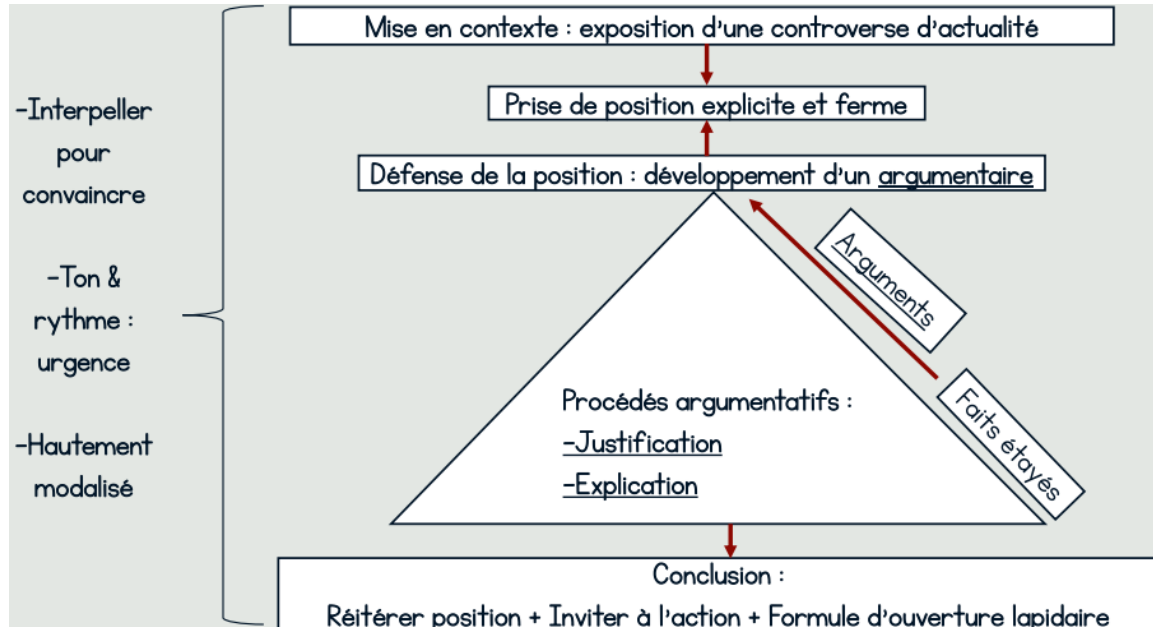 Mise en contexte : exposition d'une controverse d'actualité
Prise de position explicite et ferme
Défense de la position : développement d'un argumentaire
-Interpeller
pour
convaincre
-Ton &
rythme :
urgence
-Hautement
modalisé
Arguments
Faits étayés
Procédés argumentatifs :
-Justification
-Explication
Conclusion :
Réitérer position + Inviter à l'action + Formule d'ouverture lapidaire